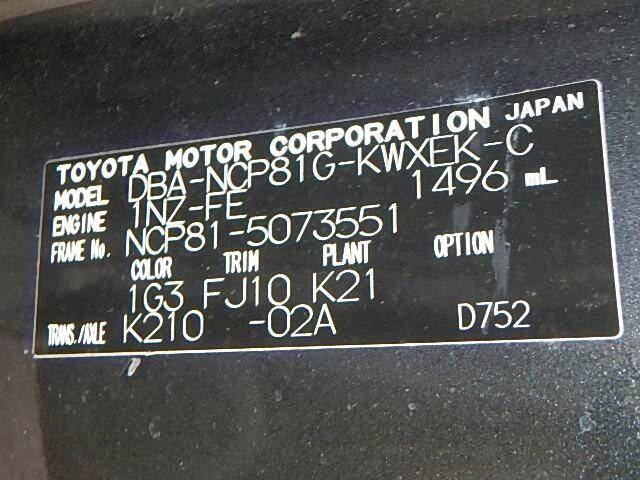 TOYOTA MOTOR CORPORATION JAPAN
MODEL DBA-NCP81G-KWXEK-C
ENGINE 1NZ-FE 1496 mL
FRAME No. NCP81-5073551
COLOR TRIM PLANT OPTION
1G3 FJ10 K21
TRANS./AXLE K210 -02A D752